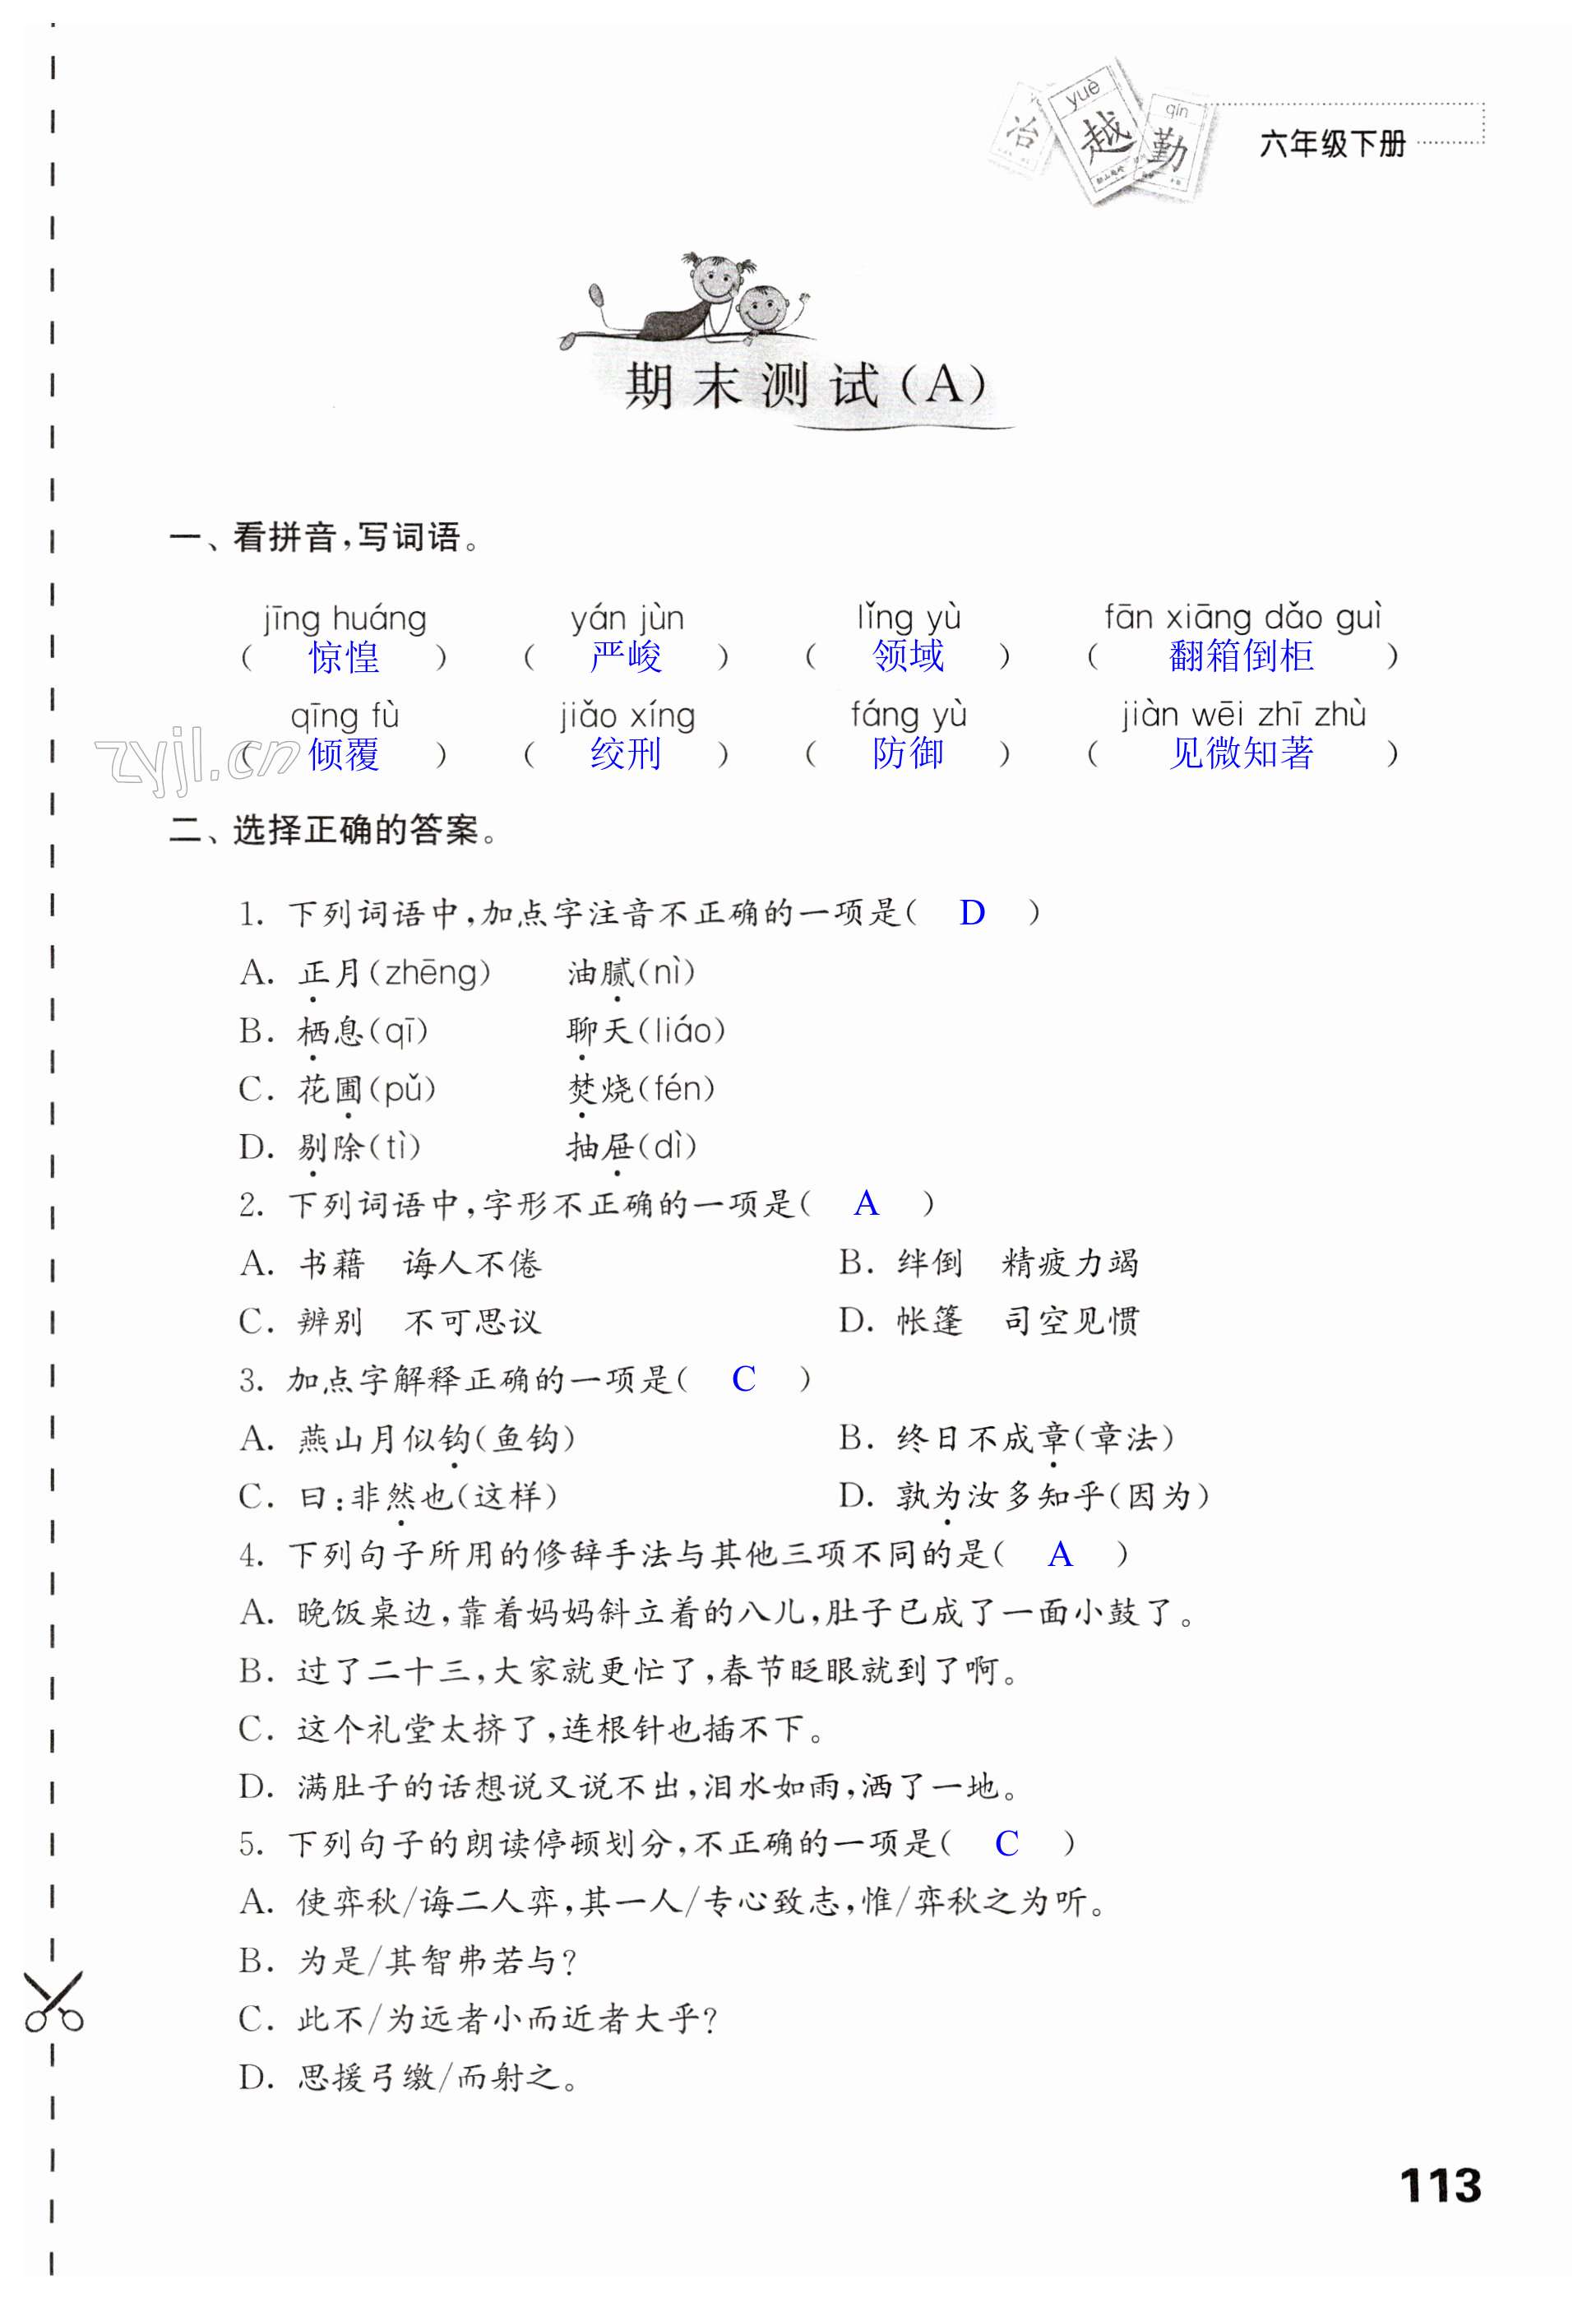 冶
yuè
越
qín
勤
六年级下册
期末测试(A)
一、看拼音,写词语。
jīng huáng yán jùn lǐng yù fān xiāng dǎo guì
( 惊惶 ) ( 严峻 ) ( 领域 ) ( 翻箱倒柜 )
qīng fù jiǎo xíng fáng yù jiàn wēi zhī zhù
( 倾覆 ) ( 绞刑 ) ( 防御 ) ( 见微知著 )
zyjl.cn
二、选择正确的答案。
1. 下列词语中,加点字注音不正确的一项是( D )
A. 正月(zhēng) 油腻(nì)
B. 栖息(qī) 聊天(liáo)
C. 花圃(pǔ) 焚烧(fén)
D. 剔除(tì) 抽屉(dì)
2. 下列词语中,字形不正确的一项是( A )
A. 书藉 诲人不倦 B. 绊倒 精疲力竭
C. 辨别 不可思议 D. 帐篷 司空见惯
3. 加点字解释正确的一项是( C )
A. 燕山月似钩(鱼钩) B. 终日不成章(章法)
C. 曰:非然也(这样) D. 孰为汝多知乎(因为)
4. 下列句子所用的修辞手法与其他三项不同的是( A )
A. 晚饭桌边,靠着妈妈斜立着的八儿,肚子已成了一面小鼓了。
B. 过了二十三,大家就更忙了,春节眨眼就到了啊。
C. 这个礼堂太挤了,连根针也插不下。
D. 满肚子的话想说又说不出,泪水如雨,洒了一地。
5. 下列句子的朗读停顿划分,不正确的一项是( C )
A. 使弈秋/诲二人弈,其一人/专心致志,惟/弈秋之为听。
B. 为是/其智弗若与?
C. 此不/为远者小而近者大乎?
D. 思援弓缴/而射之。
113